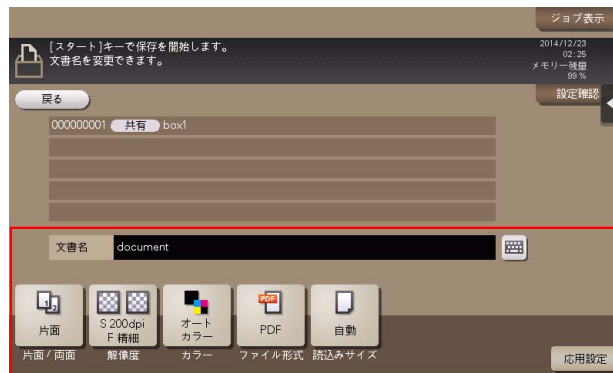 ジョブ表示
[スタート]キーで保存を開始します。
文書名を変更できます。
2014/12/23
02:25
メモリー残量
99 %
戻る
設定確認
000000001 共有 box1
文書名 document
片面
S 200dpi
F 精細
オート
カラー
PDF
PDF
自動
片面 / 両面
解像度
カラー
ファイル形式
読込みサイズ
応用設定